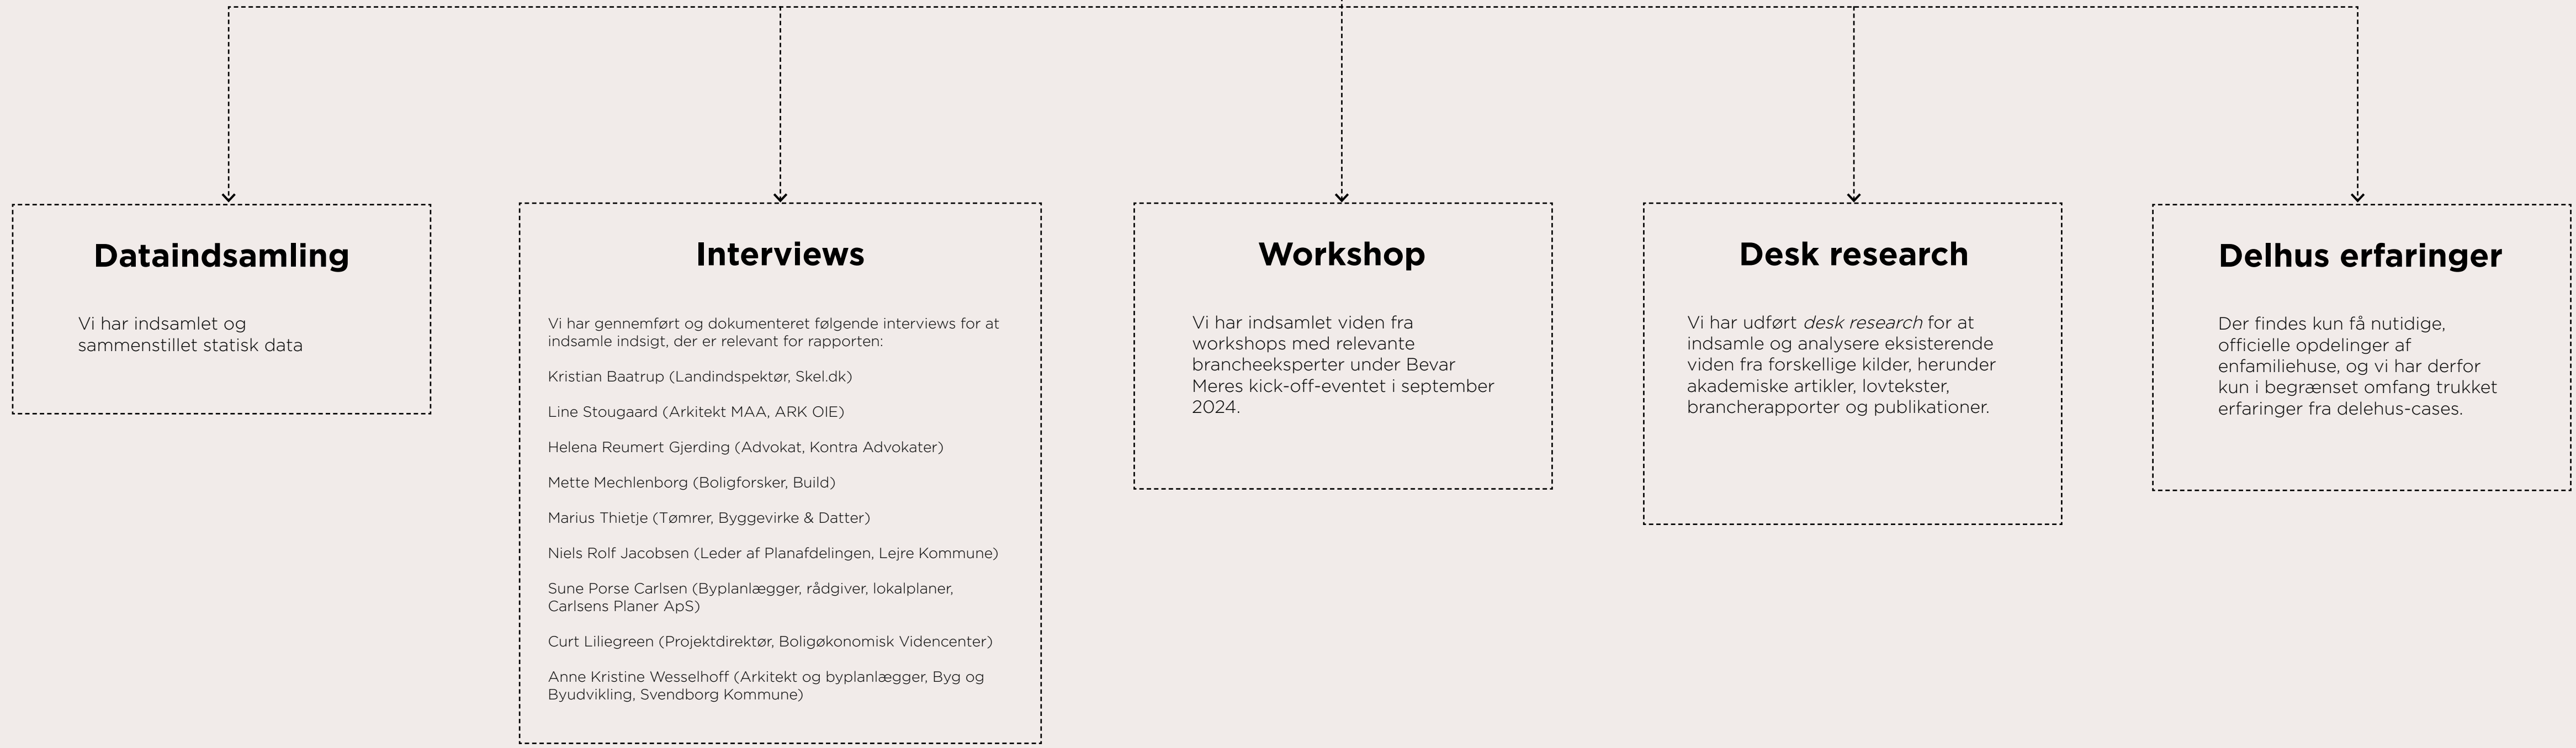 Dataindsamling
Vi har indsamlet og
sammenstillet statisk data
Interviews
Vi har gennemført og dokumenteret følgende interviews for at
indsamle indsigt, der er relevant for rapporten:
Kristian Baatrup (Landindspektør, Skel.dk)
Line Stougaard (Arkitekt MAA, ARK OIE)
Helena Reumert Gjerding (Advokat, Kontra Advokater)
Mette Mechlenborg (Boligforsker, Build)
Marius Thietje (Tømrer, Byggevirke & Datter)
Niels Rolf Jacobsen (Leder af Planafdelingen, Lejre Kommune)
Sune Porse Carlsen (Byplanlægger, rådgiver, lokalplaner,
Carlsens Planer ApS)
Curt Liliegreen (Projektdirektør, Boligøkonomisk Videncenter)
Anne Kristine Wesselhoff (Arkitekt og byplanlægger, Byg og
Byudvikling, Svendborg Kommune)
Workshop
Vi har indsamlet viden fra
workshops med relevante
brancheeksperter under Bevar
Meres kick-off-eventet i september
2024.
Desk research
Vi har udført desk research for at
indsamle og analysere eksisterende
viden fra forskellige kilder, herunder
akademiske artikler, lovtekster,
brancherapporter og publikationer.
Delhus erfaringer
Der findes kun få nutidige,
officielle opdelinger af
enfamiliehuse, og vi har derfor
kun i begrænset omfang trukket
erfaringer fra delehus-cases.